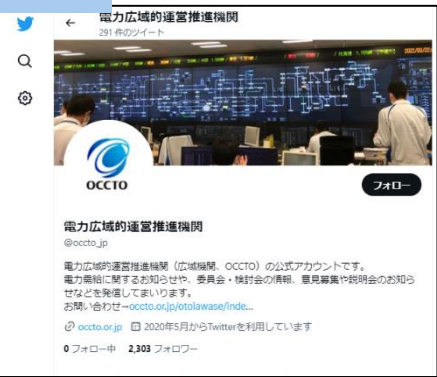 電力広域的運営推進機関
291 件のツイート
OCCTO
フォロー
電力広域的運営推進機関
@occto_jp
電力広域的運営推進機関（広域機関、OCCTO）の公式アカウントです。
電力需給に関するお知らせや、委員会・検討会の情報、意見募集や説明会のお知ら
せなどを発信してまいります。
お問い合わせ→occto.or.jp/otoiawase/inde...
occto.or.jp 2020年5月からTwitterを利用しています
0 フォロー中 2,303 フォロワー